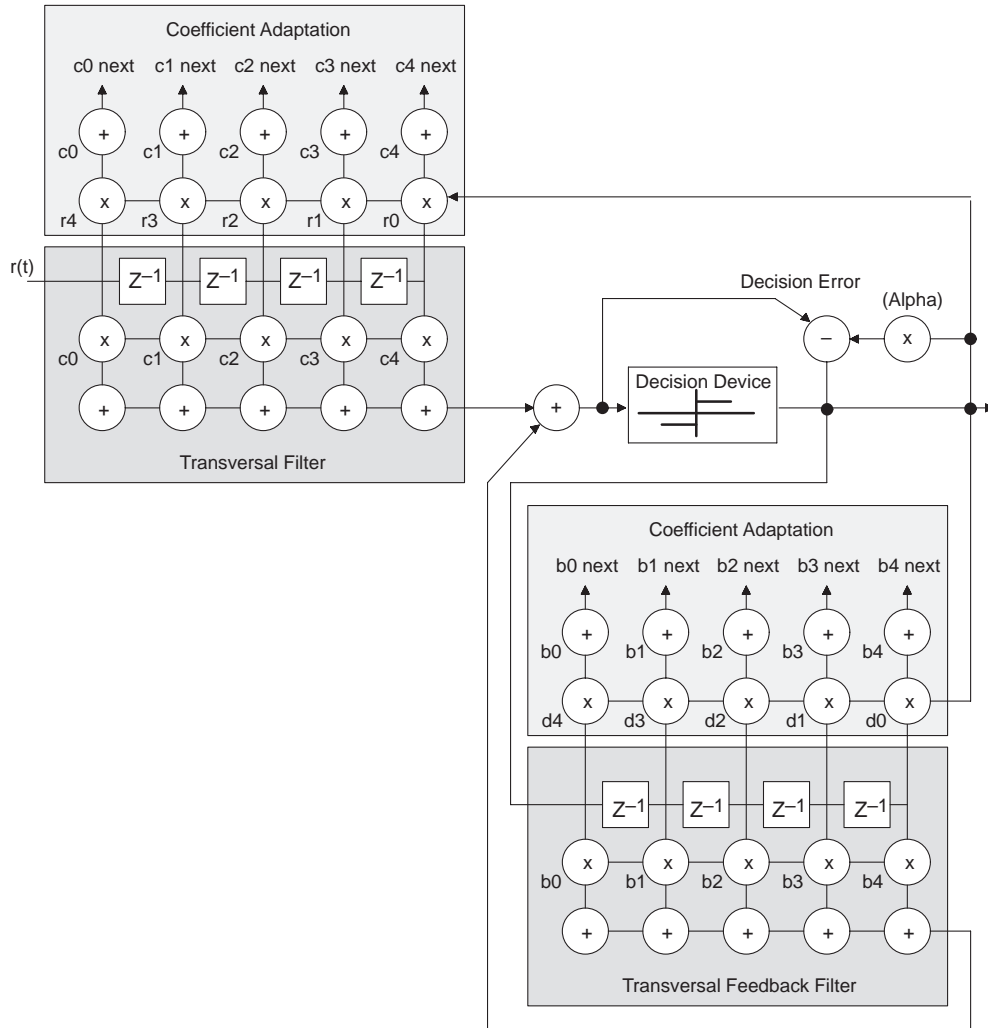 Coefficient Adaptation
c0 next c1 next c2 next c3 next c4 next
+ + + + +
c0 c1 c2 c3 c4
x x x x x
r4 r3 r2 r1 r0
r(t)
Z–1 Z–1 Z–1 Z–1
x x x x x
c0 c1 c2 c3 c4
+ + + + +
Transversal Filter
Decision Error
(Alpha)
– x
Decision Device
+
Coefficient Adaptation
b0 next b1 next b2 next b3 next b4 next
+ + + + +
b0 b1 b2 b3 b4
x x x x x
d4 d3 d2 d1 d0
Z–1 Z–1 Z–1 Z–1
x x x x x
b0 b1 b2 b3 b4
+ + + + +
Transversal Feedback Filter